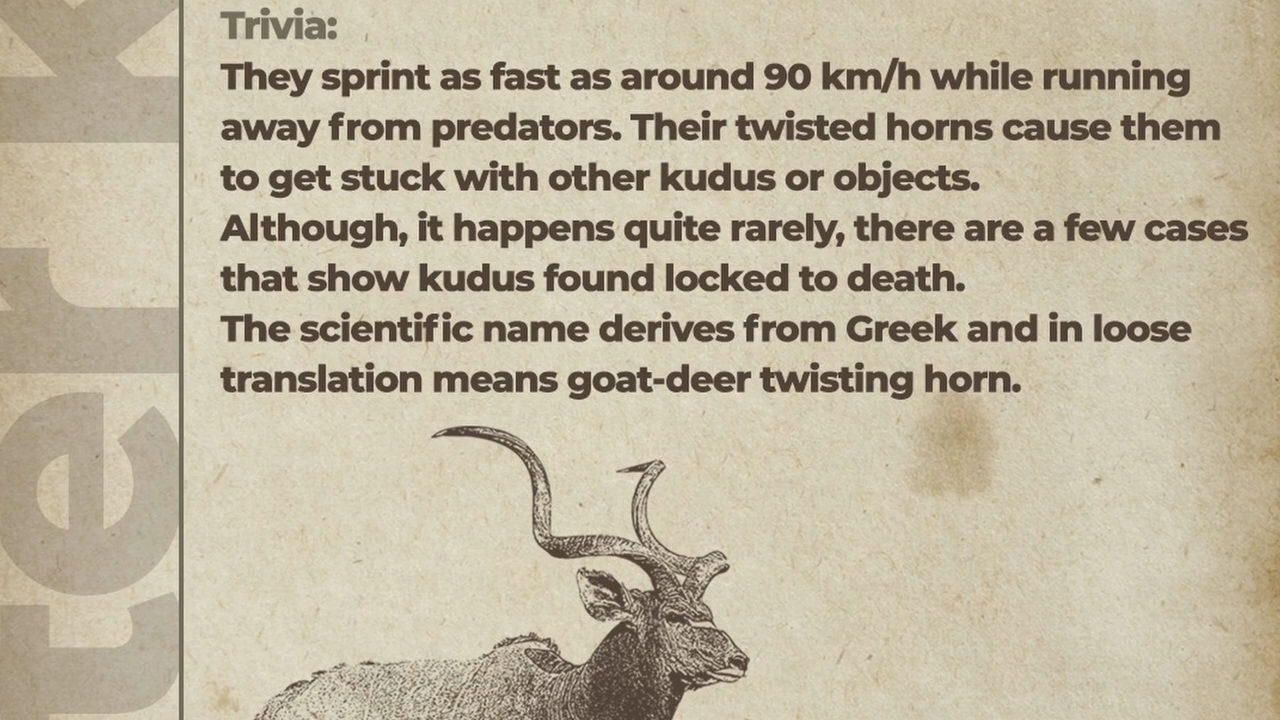 Trivia:
They sprint as fast as around 90 km/h while running
away from predators. Their twisted horns cause them
to get stuck with other kudus or objects.
Although, it happens quite rarely, there are a few cases
that show kudus found locked to death.
The scientific name derives from Greek and in loose
translation means goat-deer twisting horn.
ter k